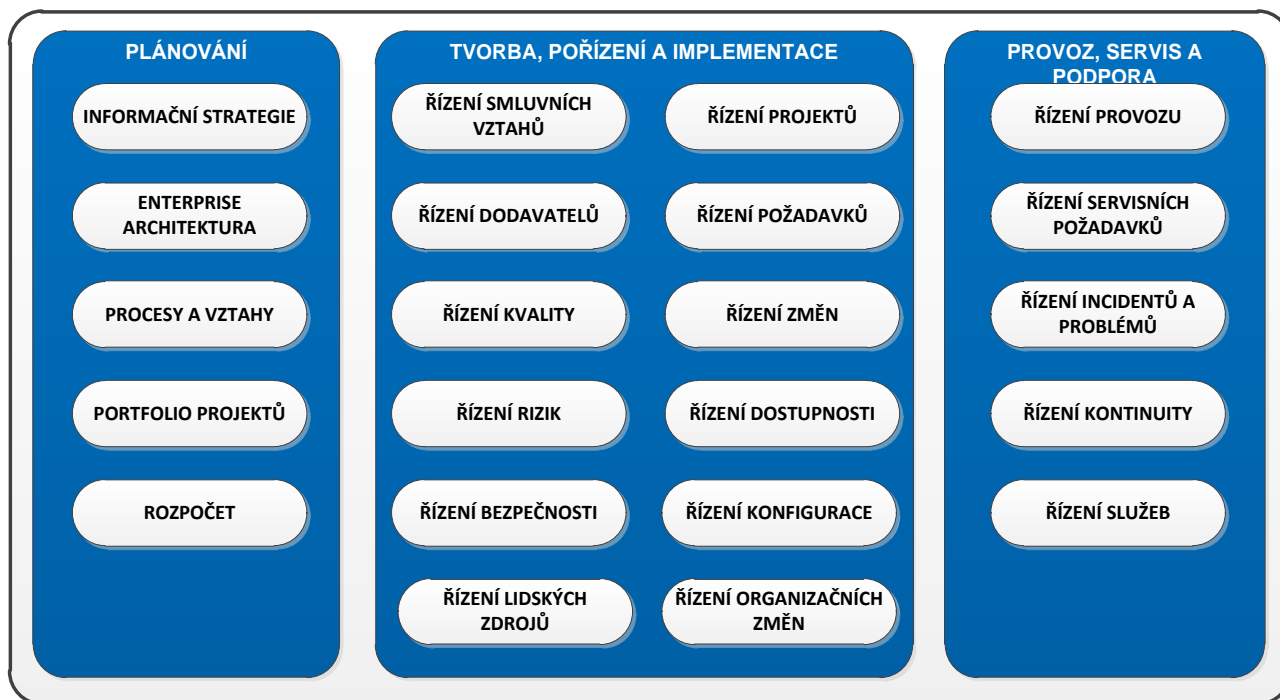 PLÁNOVÁNÍ
INFORMAČNÍ STRATEGIE
ENTERPRISE
ARCHITEKTURA
PROCESY A VZTAHY
PORTFOLIO PROJEKTŮ
ROZPOČET
TVORBA, POŘÍZENÍ A IMPLEMENTACE
ŘÍZENÍ SMLUVNÍCH
VZTAHŮ
ŘÍZENÍ PROJEKTŮ
ŘÍZENÍ DODAVATELŮ
ŘÍZENÍ POŽADAVKŮ
ŘÍZENÍ KVALITY
ŘÍZENÍ ZMĚN
ŘÍZENÍ RIZIK
ŘÍZENÍ DOSTUPNOSTI
ŘÍZENÍ BEZPEČNOSTI
ŘÍZENÍ KONFIGURACE
ŘÍZENÍ LIDSKÝCH
ZDROJŮ
ŘÍZENÍ ORGANIZAČNÍCH
ZMĚN
PROVOZ, SERVIS A
PODPORA
ŘÍZENÍ PROVOZU
ŘÍZENÍ SERVISNÍCH
POŽADAVKŮ
ŘÍZENÍ INCIDENTŮ A
PROBLÉMŮ
ŘÍZENÍ KONTINUITY
ŘÍZENÍ SLUŽEB